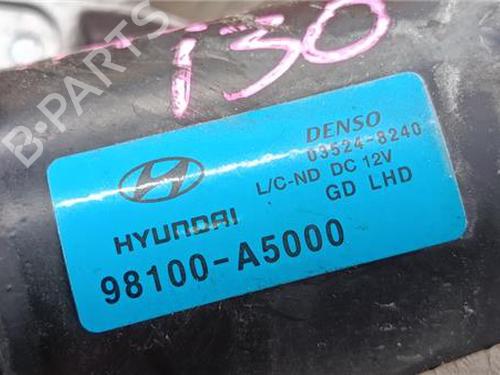 i30
B-PARTS
DENSO
03524-8240
L/C-ND DC 12V
GD LHD
HYUNDAI
98100-A5000